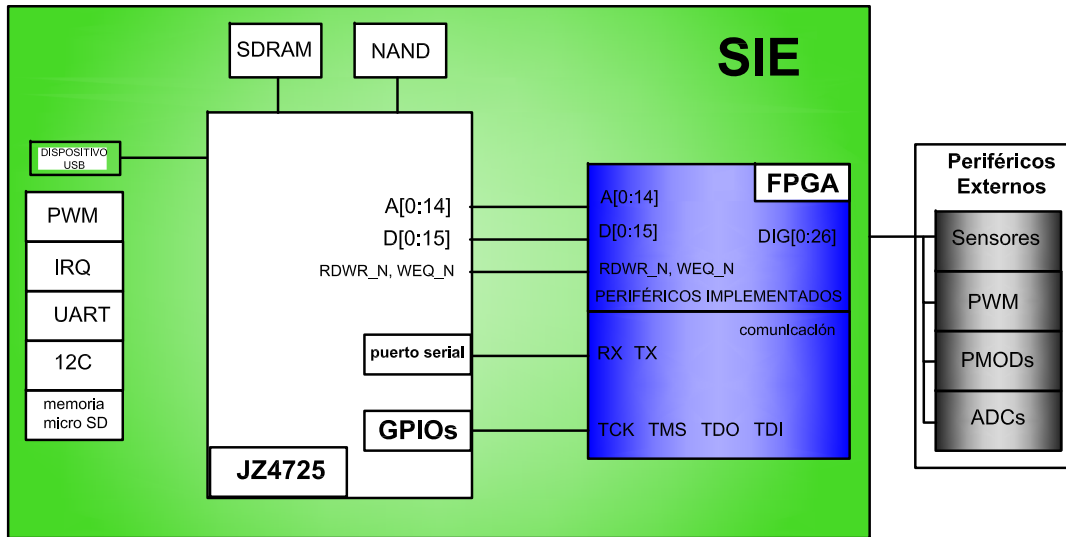 SIE
SDRAM
NAND
DISPOSITIVO
USB
PWM
IRQ
UART
12C
memoria
micro SD
A[0:14]
D[0:15]
RDWR_N, WEQ_N
puerto serial
GPIOs
JZ4725
FPGA
A[0:14]
D[0:15]
DIG[0:26]
RDWR_N, WEQ_N
PERIFÉRICOS IMPLEMENTADOS
comunicación
RX TX
TCK TMS TDO TDI
Periféricos
Externos
Sensores
PWM
PMODs
ADCs